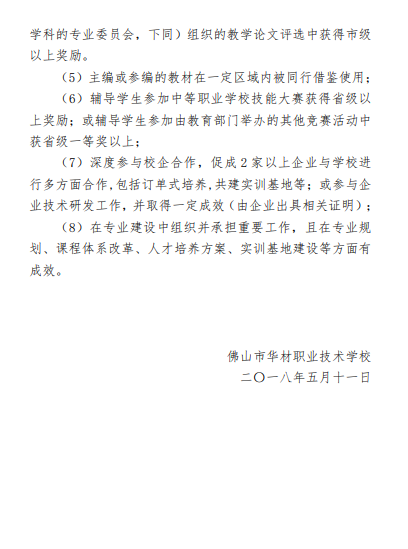 学科的专业委员会，下同）组织的教学论文评选中获得市级
以上奖励。
（5）主编或参编的教材在一定区域内被同行借鉴使用；
（6）辅导学生参加中等职业学校技能大赛获得省级以
上奖励；或辅导学生参加由教育部门举办的其他竞赛活动中
获省级一等奖以上；
（7）深度参与校企合作，促成2家以上企业与学校进
行多方面合作,包括订单式培养,共建实训基地等；或参与企
业技术研发工作，并取得一定成效（由企业出具相关证明）；
（8）在专业建设中组织并承担重要工作，且在专业规
划、课程体系改革、人才培养方案、实训基地建设等方面有
成效。
佛山市华材职业技术学校
二〇一八年五月十一日